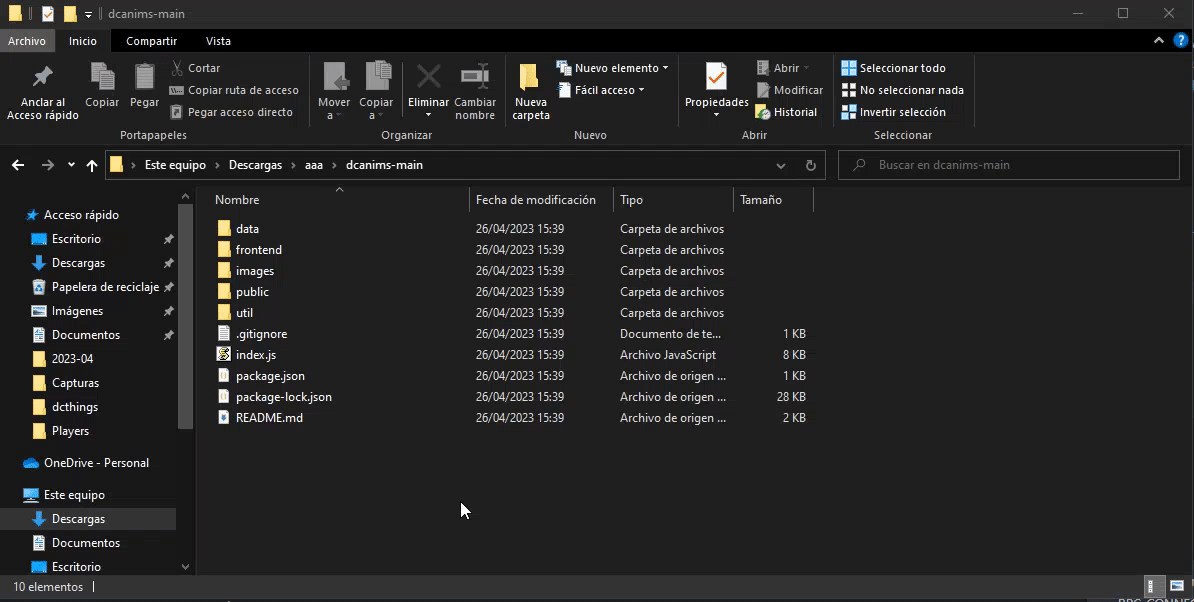 dcanims-main
Archivo Inicio Compartir Vista
Anclar al Acceso rápido
Copiar
Pegar
Cortar
Copiar ruta de acceso
Pegar acceso directo
Portapapeles
Mover a
Copiar a
Eliminar
Cambiar nombre
Organizar
Nueva carpeta
Nuevo elemento
Fácil acceso
Nuevo
Propiedades
Abrir
Modificar
Historial
Abrir
Seleccionar todo
No seleccionar nada
Invertir selección
Seleccionar
Este equipo > Descargas > aaa > dcanims-main
Buscar en dcanims-main
Acceso rápido
Escritorio
Descargas
Papelera de reciclaje
Imágenes
Documentos
2023-04
Capturas
dcthings
Players
OneDrive - Personal
Este equipo
Descargas
Documentos
Escritorio
Nombre Fecha de modificación Tipo Tamaño
data 26/04/2023 15:39 Carpeta de archivos
frontend 26/04/2023 15:39 Carpeta de archivos
images 26/04/2023 15:39 Carpeta de archivos
public 26/04/2023 15:39 Carpeta de archivos
util 26/04/2023 15:39 Carpeta de archivos
.gitignore 26/04/2023 15:39 Documento de te... 1 KB
index.js 26/04/2023 15:39 Archivo JavaScript 8 KB
package.json 26/04/2023 15:39 Archivo de origen ... 1 KB
package-lock.json 26/04/2023 15:39 Archivo de origen ... 28 KB
README.md 26/04/2023 15:39 Archivo de origen ... 2 KB
10 elementos